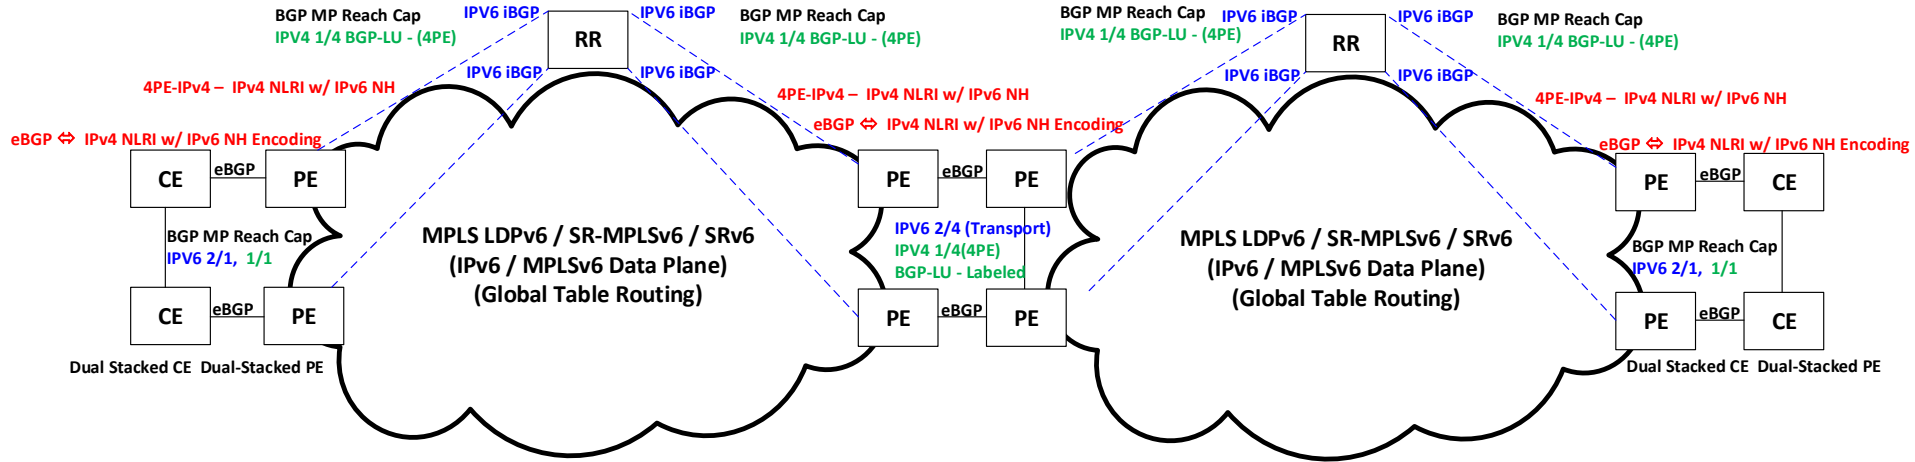 BGP MP Reach Cap
IPV4 1/4 BGP-LU - (4PE)
IPV6 iBGP
IPV6 iBGP
RR
IPV6 iBGP
IPV6 iBGP
BGP MP Reach Cap
IPV4 1/4 BGP-LU - (4PE)
BGP MP Reach Cap
IPV4 1/4 BGP-LU - (4PE)
IPV6 iBGP
IPV6 iBGP
RR
IPV6 iBGP
IPV6 iBGP
BGP MP Reach Cap
IPV4 1/4 BGP-LU - (4PE)
4PE-IPv4 – IPv4 NLRI w/ IPv6 NH
4PE-IPv4 – IPv4 NLRI w/ IPv6 NH
4PE-IPv4 – IPv4 NLRI w/ IPv6 NH
eBGP ⇔ IPv4 NLRI w/ IPv6 NH Encoding
eBGP ⇔ IPv4 NLRI w/ IPv6 NH Encoding
eBGP ⇔ IPv4 NLRI w/ IPv6 NH Encoding
CE
eBGP
PE
PE
eBGP
PE
PE
eBGP
CE
BGP MP Reach Cap
IPV6 2/1, 1/1
MPLS LDPv6 / SR-MPLSv6 / SRv6
(IPv6 / MPLSv6 Data Plane)
(Global Table Routing)
IPV6 2/4 (Transport)
IPV4 1/4(4PE)
BGP-LU - Labeled
MPLS LDPv6 / SR-MPLSv6 / SRv6
(IPv6 / MPLSv6 Data Plane)
(Global Table Routing)
BGP MP Reach Cap
IPV6 2/1, 1/1
CE
eBGP
PE
PE
eBGP
PE
PE
eBGP
CE
Dual Stacked CE
Dual-Stacked PE
Dual Stacked CE
Dual-Stacked PE